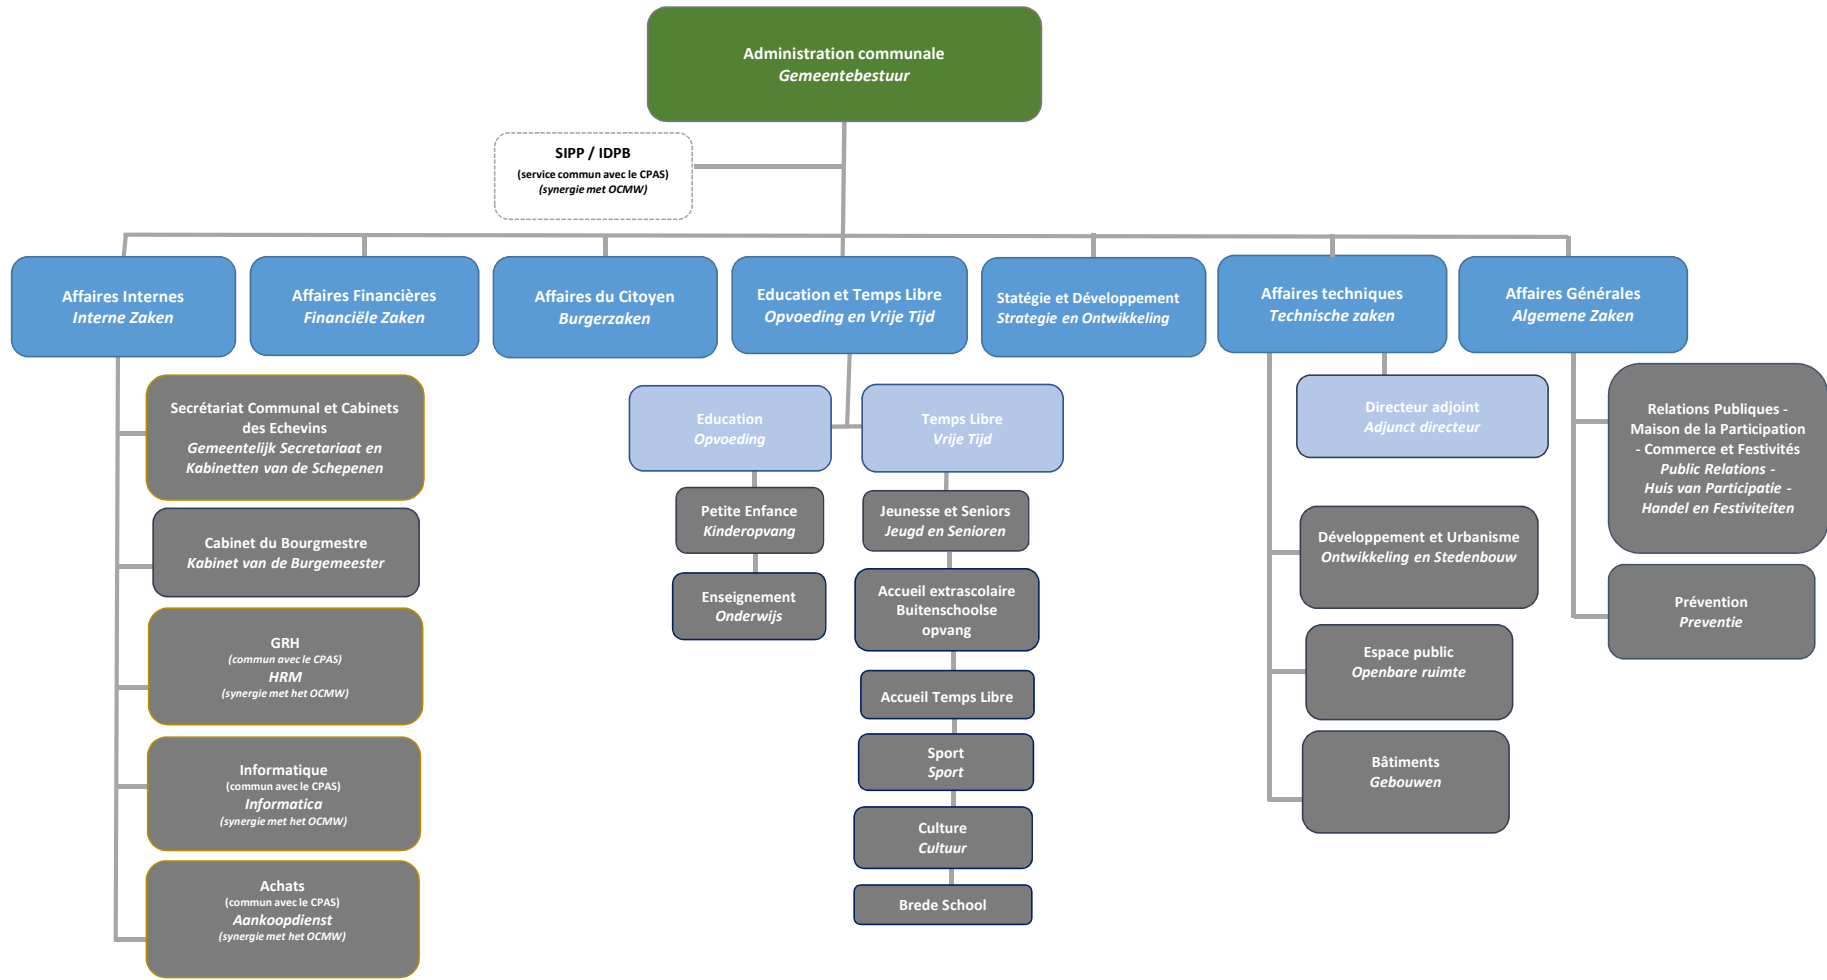 Administration communale
Gemeentebestuur
SIPP / IDPB
(service commun avec le CPAS)
(synergie met OCMW)
Affaires Internes
Interne Zaken
Affaires Financières
Financiële Zaken
Affaires du Citoyen
Burgerzaken
Education et Temps Libre
Opvoeding en Vrije Tijd
Statégie et Développement
Strategie en Ontwikkeling
Affaires techniques
Technische zaken
Affaires Générales
Algemene Zaken
Secrétariat Communal et Cabinets
des Echevins
Gemeentelijk Secretariaat en
Kabinetten van de Schepenen
Cabinet du Bourgmestre
Kabinet van de Burgemeester
GRH
(commun avec le CPAS)
HRM
(synergie met het OCMW)
Informatique
(commun avec le CPAS)
Informatica
(synergie met het OCMW)
Achats
(commun avec le CPAS)
Aankoopdienst
(synergie met het OCMW)
Education
Opvoeding
Petite Enfance
Kinderopvang
Enseignement
Onderwijs
Temps Libre
Vrije Tijd
Jeunesse et Seniors
Jeugd en Senioren
Accueil extrascolaire
Buitenschoolse
opvang
Accueil Temps Libre
Sport
Sport
Culture
Cultuur
Brede School
Directeur adjoint
Adjunct directeur
Développement et Urbanisme
Ontwikkeling en Stedenbouw
Espace public
Openbare ruimte
Bâtiments
Gebouwen
Relations Publiques -
Maison de la Participation
- Commerce et Festivités
Public Relations -
Huis van Participatie -
Handel en Festiviteiten
Prévention
Preventie